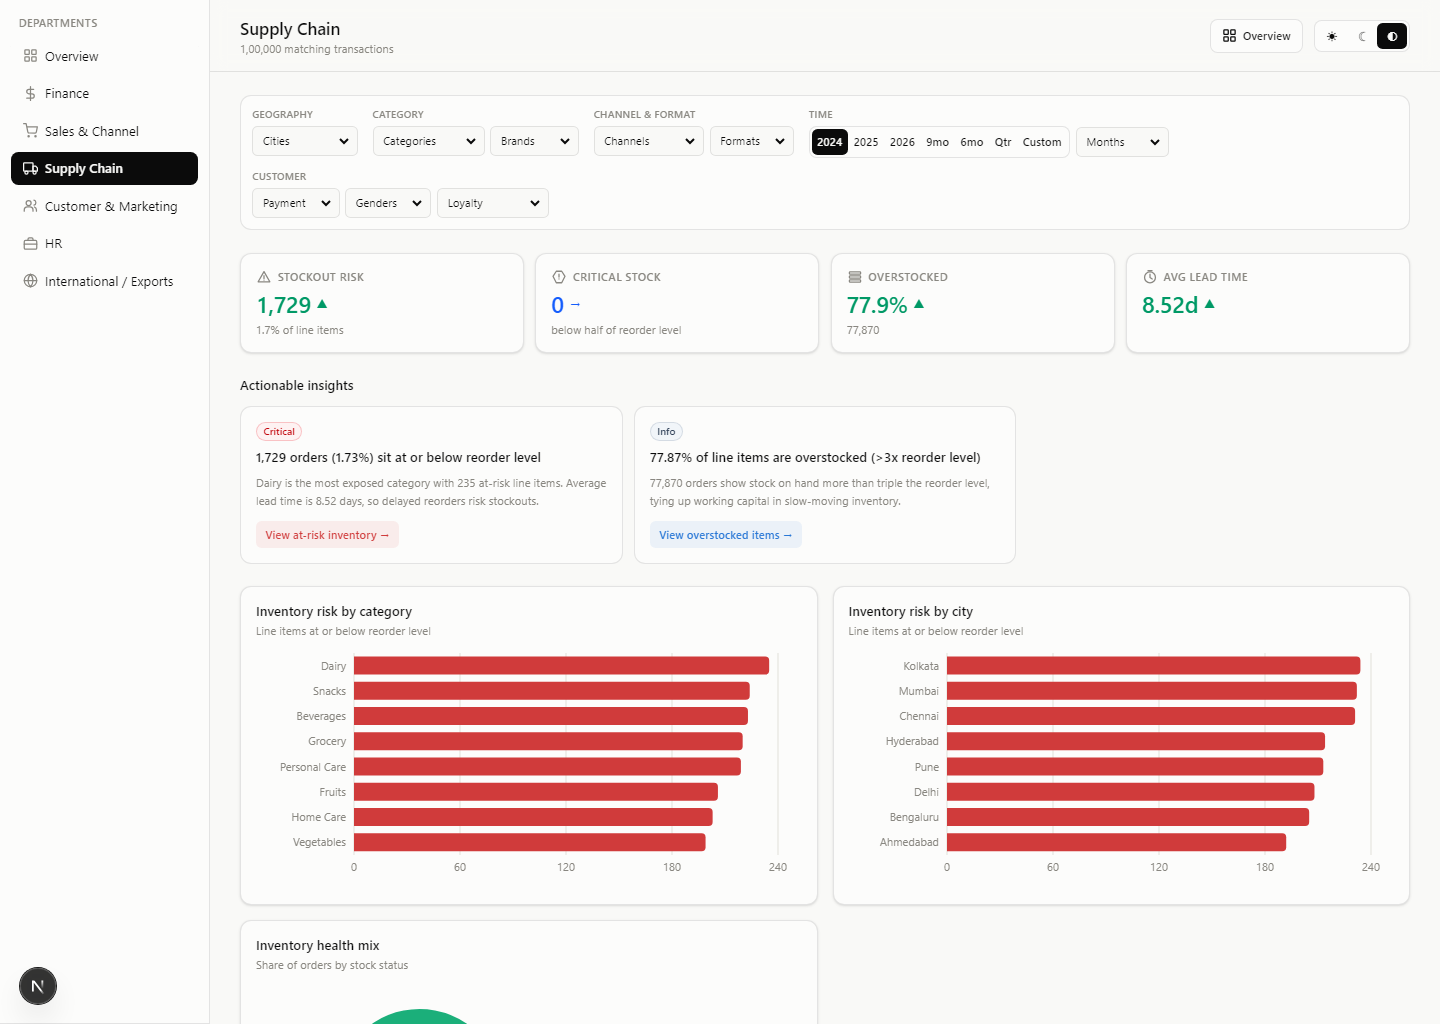 DEPARTMENTS
Overview
Finance
Sales & Channel
Supply Chain
Customer & Marketing
HR
International / Exports
N
Supply Chain
1,00,000 matching transactions
Overview
GEOGRAPHY
Cities
CATEGORY
Categories
Brands
CHANNEL & FORMAT
Channels
Formats
TIME
2024 2025 2026 9mo 6mo Qtr Custom
Months
CUSTOMER
Payment
Genders
Loyalty
STOCKOUT RISK
1,729 ▲
1.7% of line items
CRITICAL STOCK
0 →
below half of reorder level
OVERSTOCKED
77.9% ▲
77,870
AVG LEAD TIME
8.52d ▲
Actionable insights
Critical
1,729 orders (1.73%) sit at or below reorder level
Dairy is the most exposed category with 235 at-risk line items. Average
lead time is 8.52 days, so delayed reorders risk stockouts.
View at-risk inventory →
Info
77.87% of line items are overstocked (>3x reorder level)
77,870 orders show stock on hand more than triple the reorder level,
tying up working capital in slow-moving inventory.
View overstocked items →
Inventory risk by category
Line items at or below reorder level
Dairy
Snacks
Beverages
Grocery
Personal Care
Fruits
Home Care
Vegetables
0 60 120 180 240
Inventory risk by city
Line items at or below reorder level
Kolkata
Mumbai
Chennai
Hyderabad
Pune
Delhi
Bengaluru
Ahmedabad
0 60 120 180 240
Inventory health mix
Share of orders by stock status